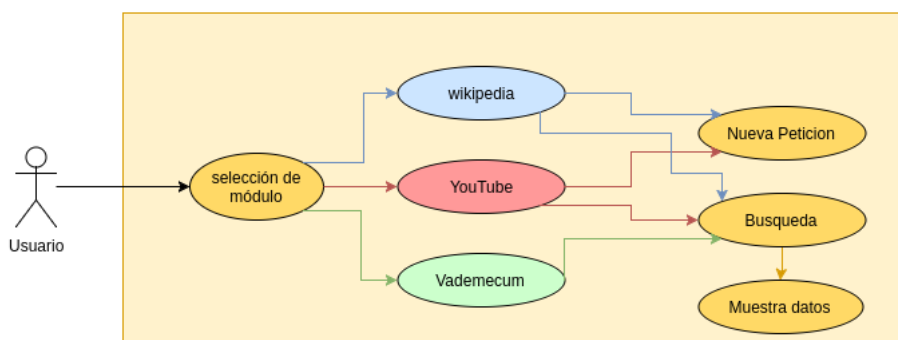 wikipedia
Nueva Peticion
selección de
módulo
YouTube
Busqueda
Usuario
Vademecum
Muestra datos